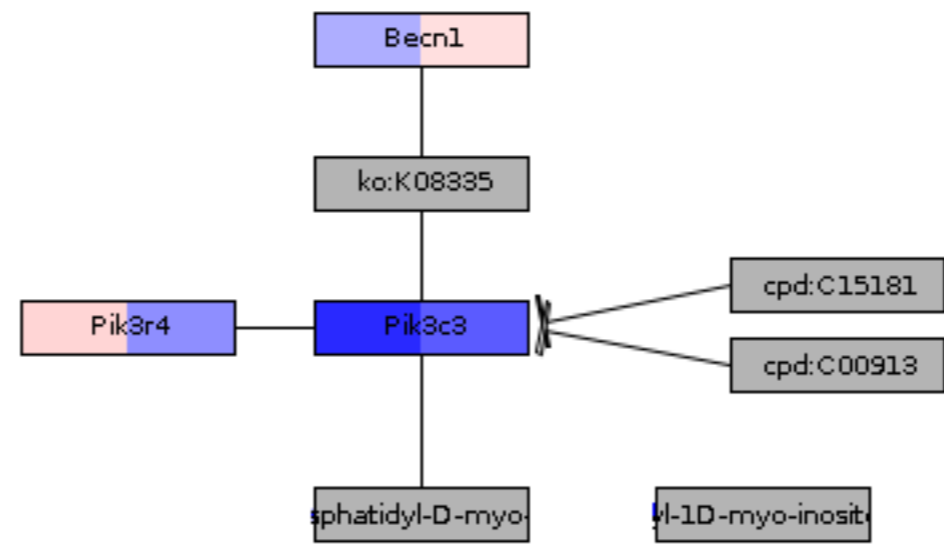 Becn1
ko:K08335
cpd:C15181
Pik3r4
Pik3c3
cpd:C00913
sphatidyl-D-myo-
yl-1D-myo-inosit